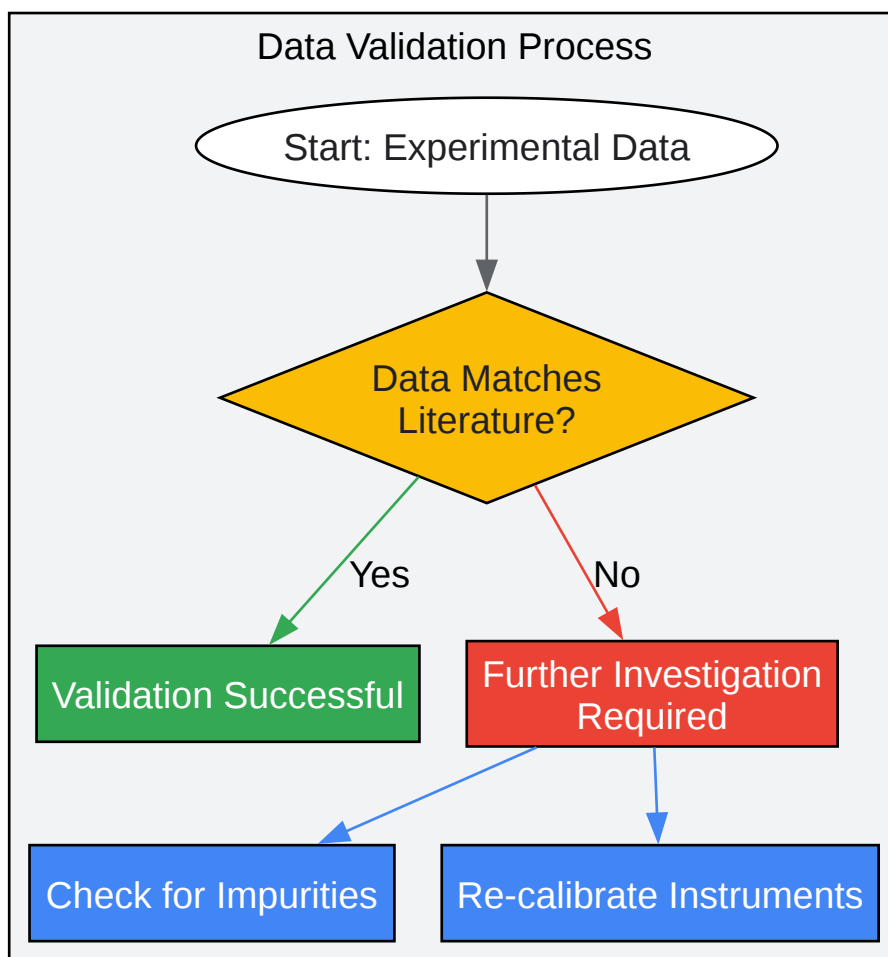 Data Validation Process
Start: Experimental Data
Data Matches
Literature?
Yes
No
Validation Successful
Further Investigation
Required
Check for Impurities
Re-calibrate Instruments